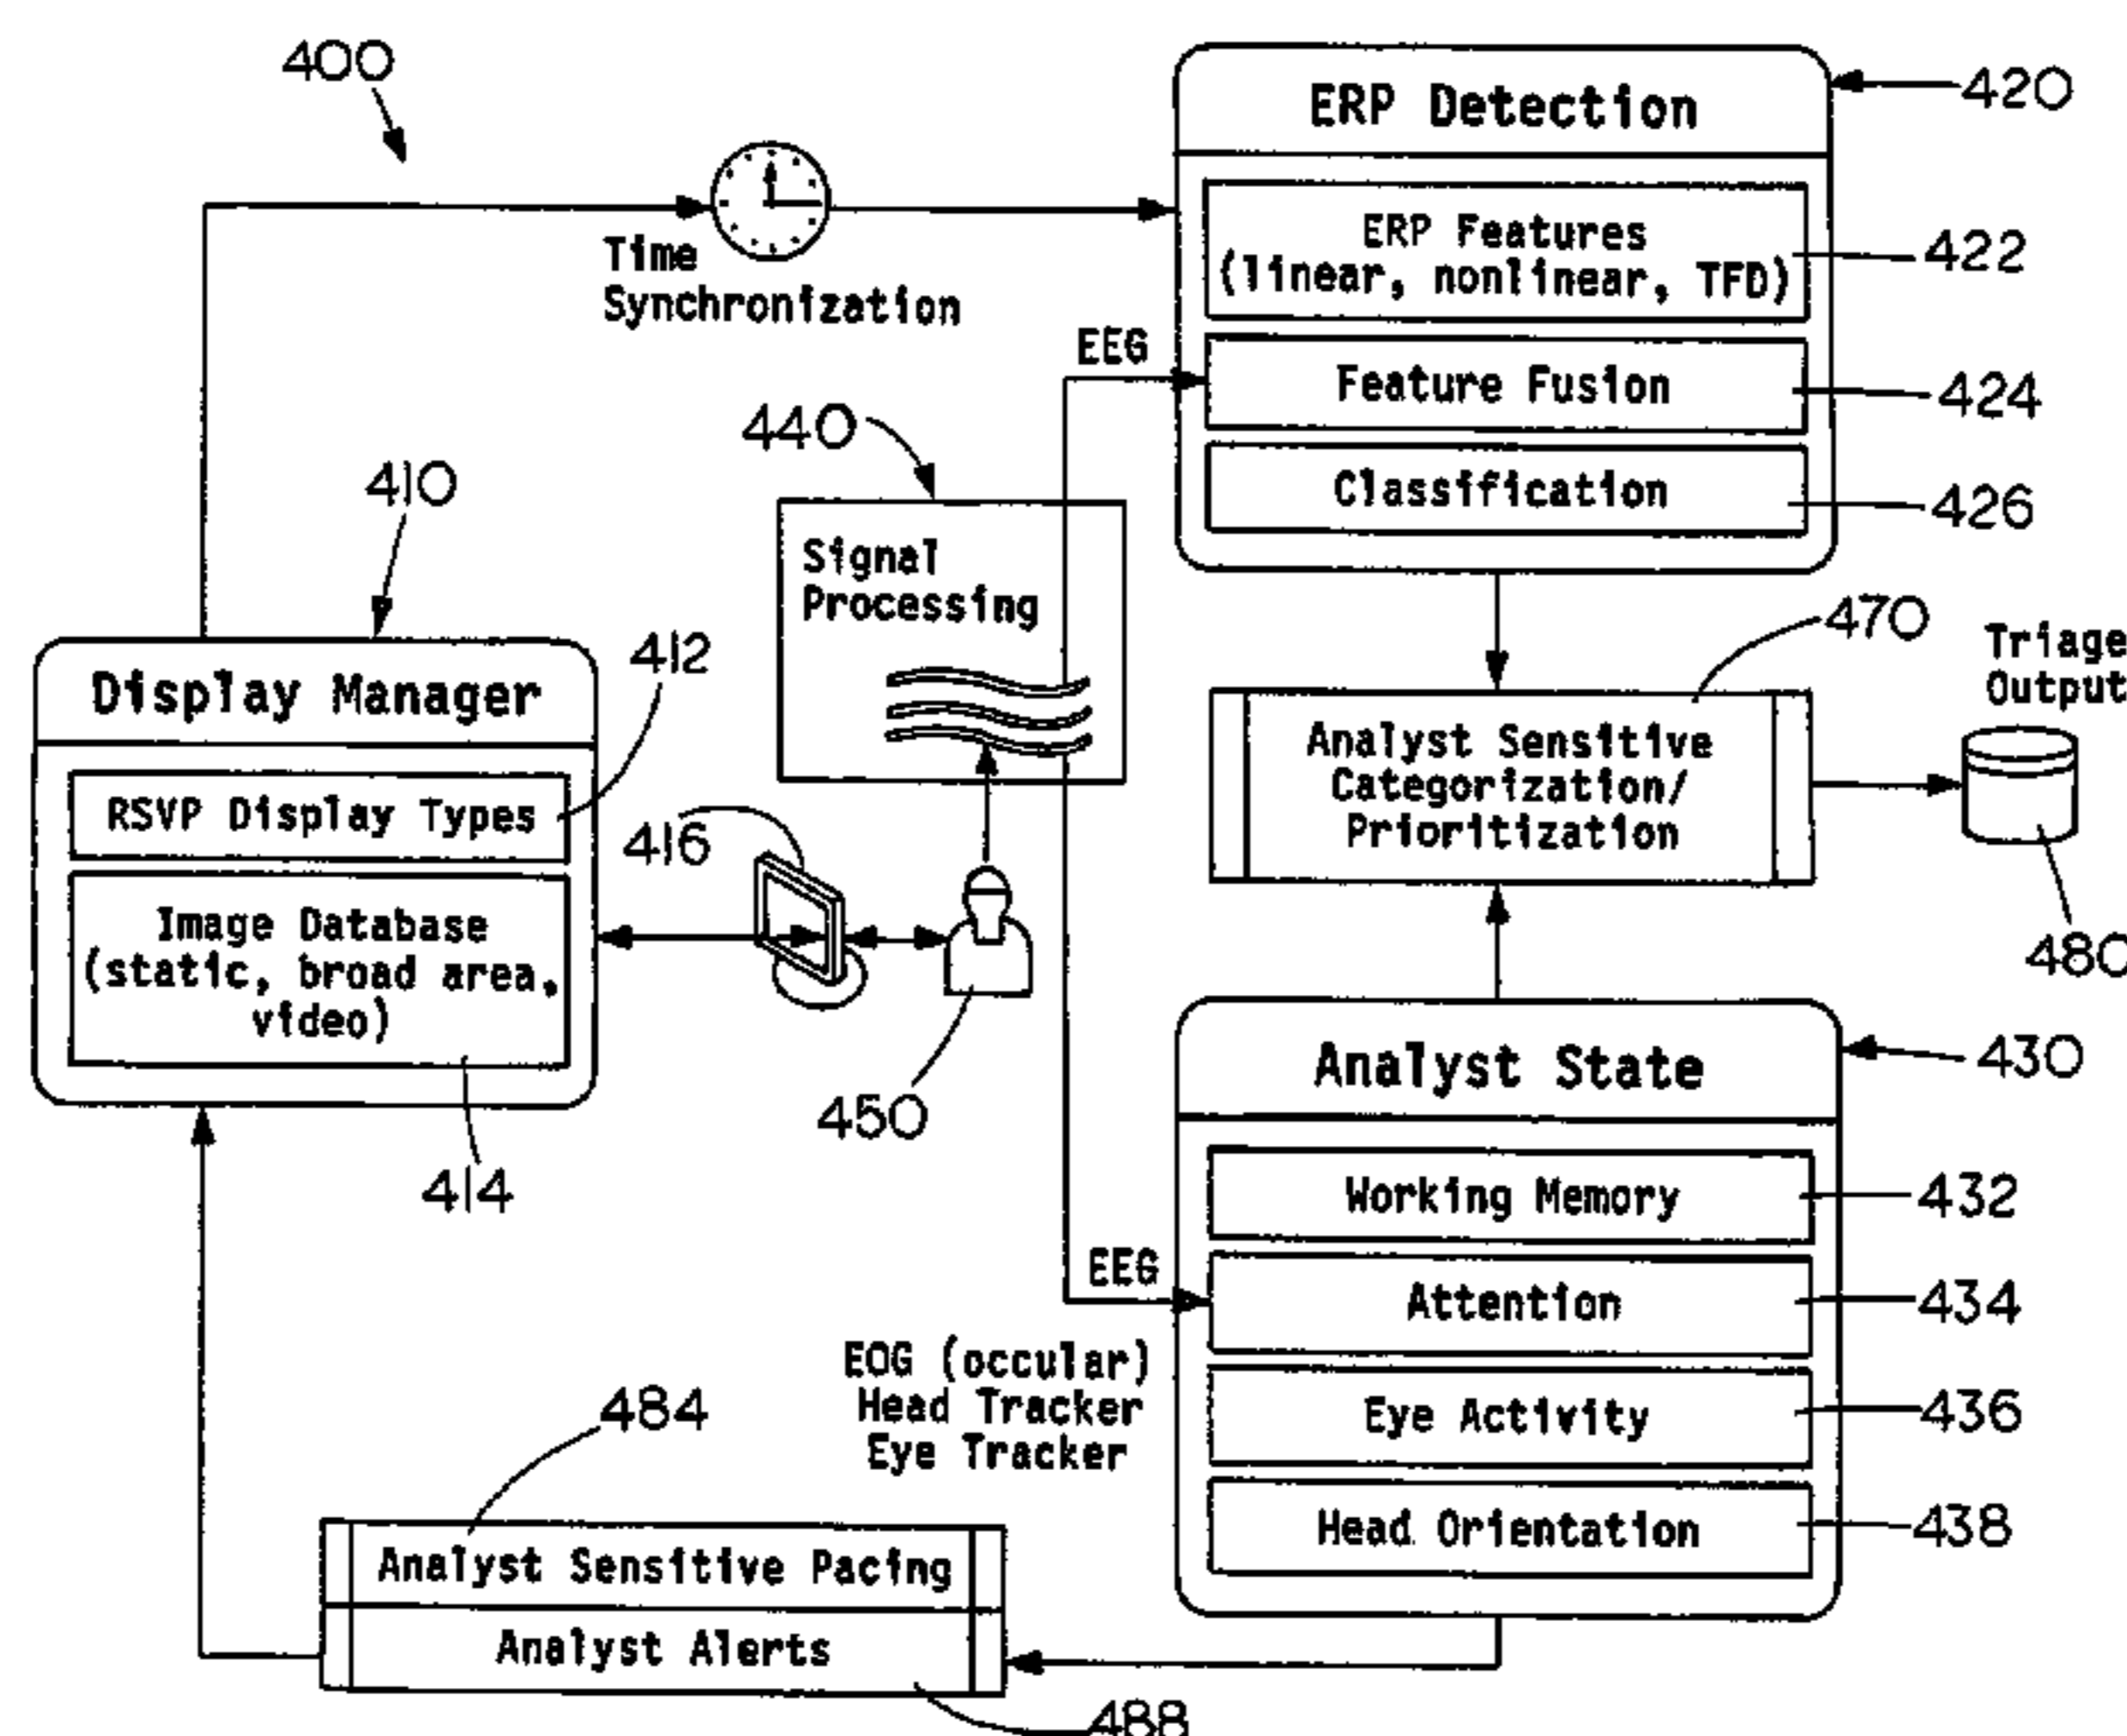 400
Time
Synchronization
ERP Detection
420
ERP Features
(linear, nonlinear, TFD)
422
EEG
Feature Fusion
424
Classification
426
440
Signal
Processing
410
Display Manager
412
RSVP Display Types
Image Database
(static, broad area,
video)
414
416
450
470
Analyst Sensitive
Categorization/
Prioritization
Triage
Output
480
Analyst State
430
Working Memory
432
EEG
Attention
434
EOG (occular)
Head Tracker
Eye Tracker
Eye Activity
436
Head Orientation
438
484
Analyst Sensitive Pacing
Analyst Alerts
488